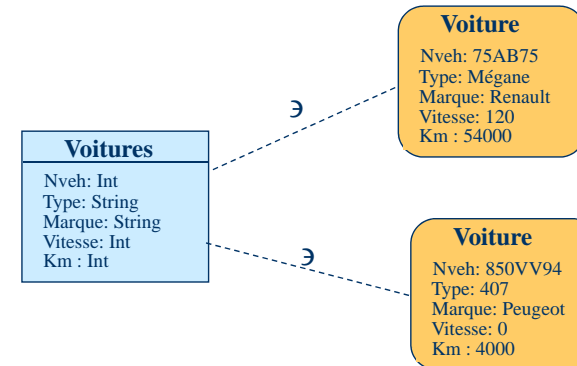 Voiture
Nveh: 75AB75
Type: Mégane
Marque: Renault
Vitesse: 120
Km : 54000
∋
Voitures
Nveh: Int
Type: String
Marque: String
Vitesse: Int
Km : Int
∋
Voiture
Nveh: 850VV94
Type: 407
Marque: Peugeot
Vitesse: 0
Km : 4000